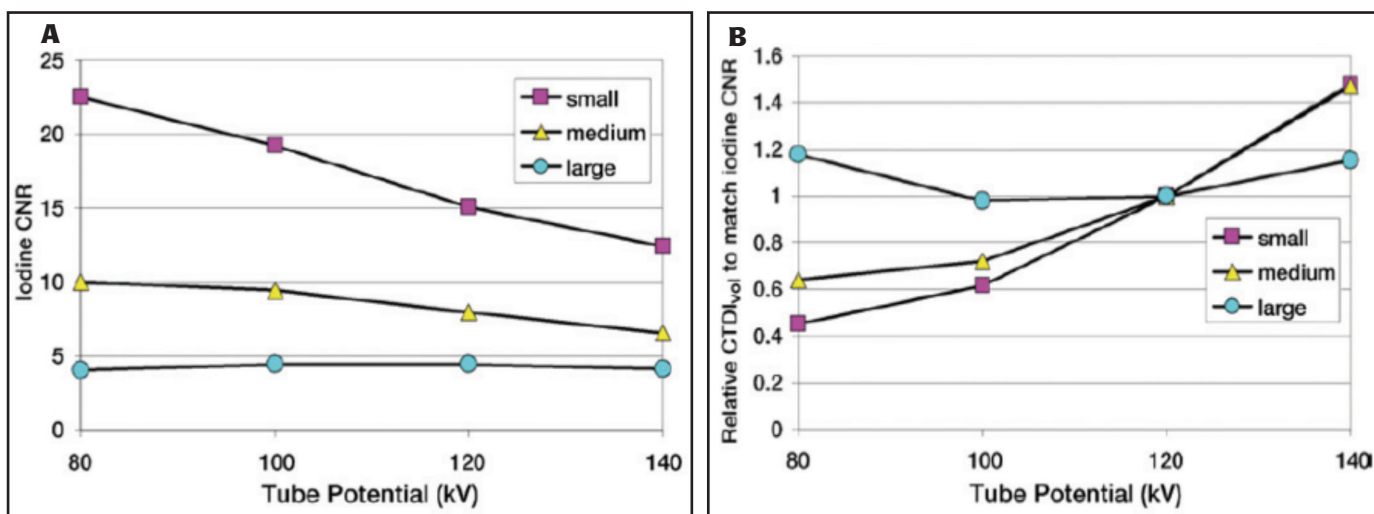 A
25
20
15
10
5
0
Iodine CNR
small
medium
large
80 100 120 140
Tube Potential (kV)
B
1.6
1.4
1.2
1
0.8
0.6
0.4
0.2
0
Relative CTDIvol to match iodine CNR
small
medium
large
80 100 120 140
Tube Potential (kV)